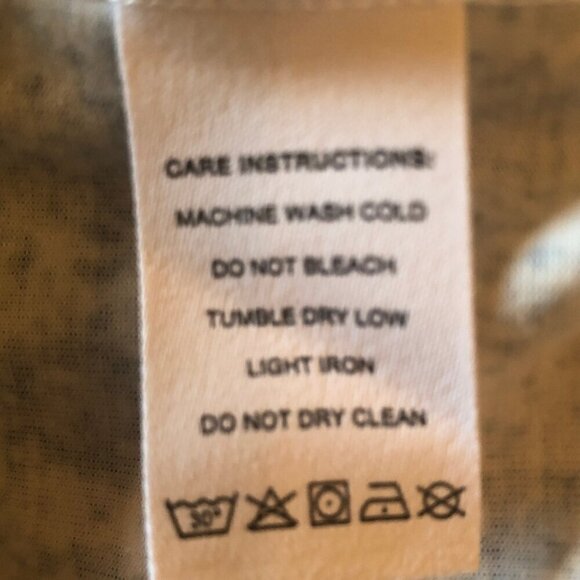 CARE INSTRUCTIONS:
MACHINE WASH COLD
DO NOT BLEACH
TUMBLE DRY LOW
LIGHT IRON
DO NOT DRY CLEAN
30°